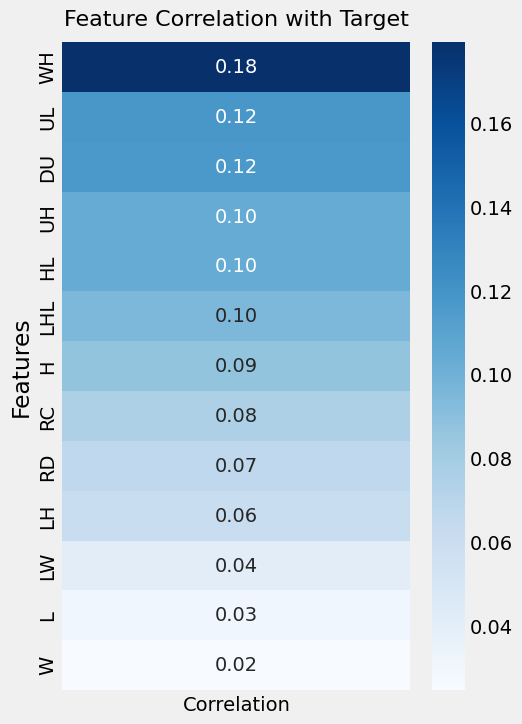 Feature Correlation with Target
Features
WH 0.18
UL 0.12
DU 0.12
UH 0.10
HL 0.10
LHL 0.10
H 0.09
RC 0.08
RD 0.07
LH 0.06
LW 0.04
L 0.03
W 0.02
Correlation
0.16
0.14
0.12
0.10
0.08
0.06
0.04